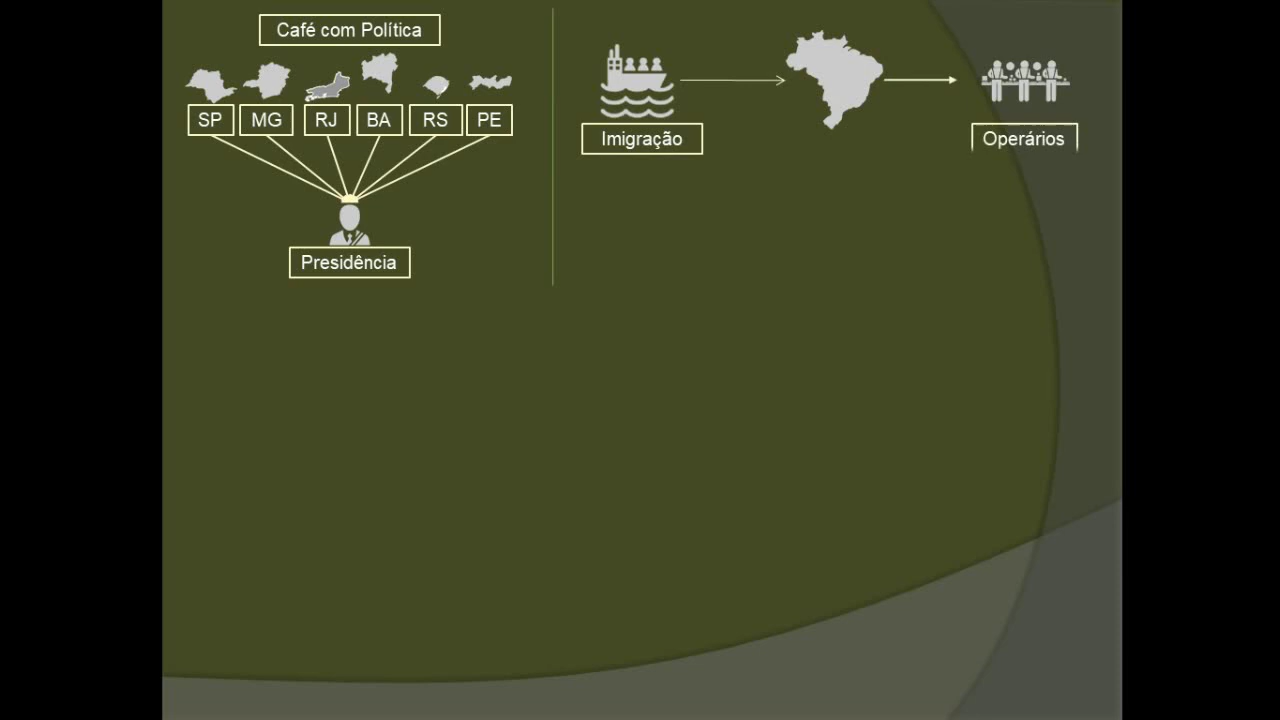 Café com Política
SP MG RJ BA RS PE
Presidência
Imigração
Operários